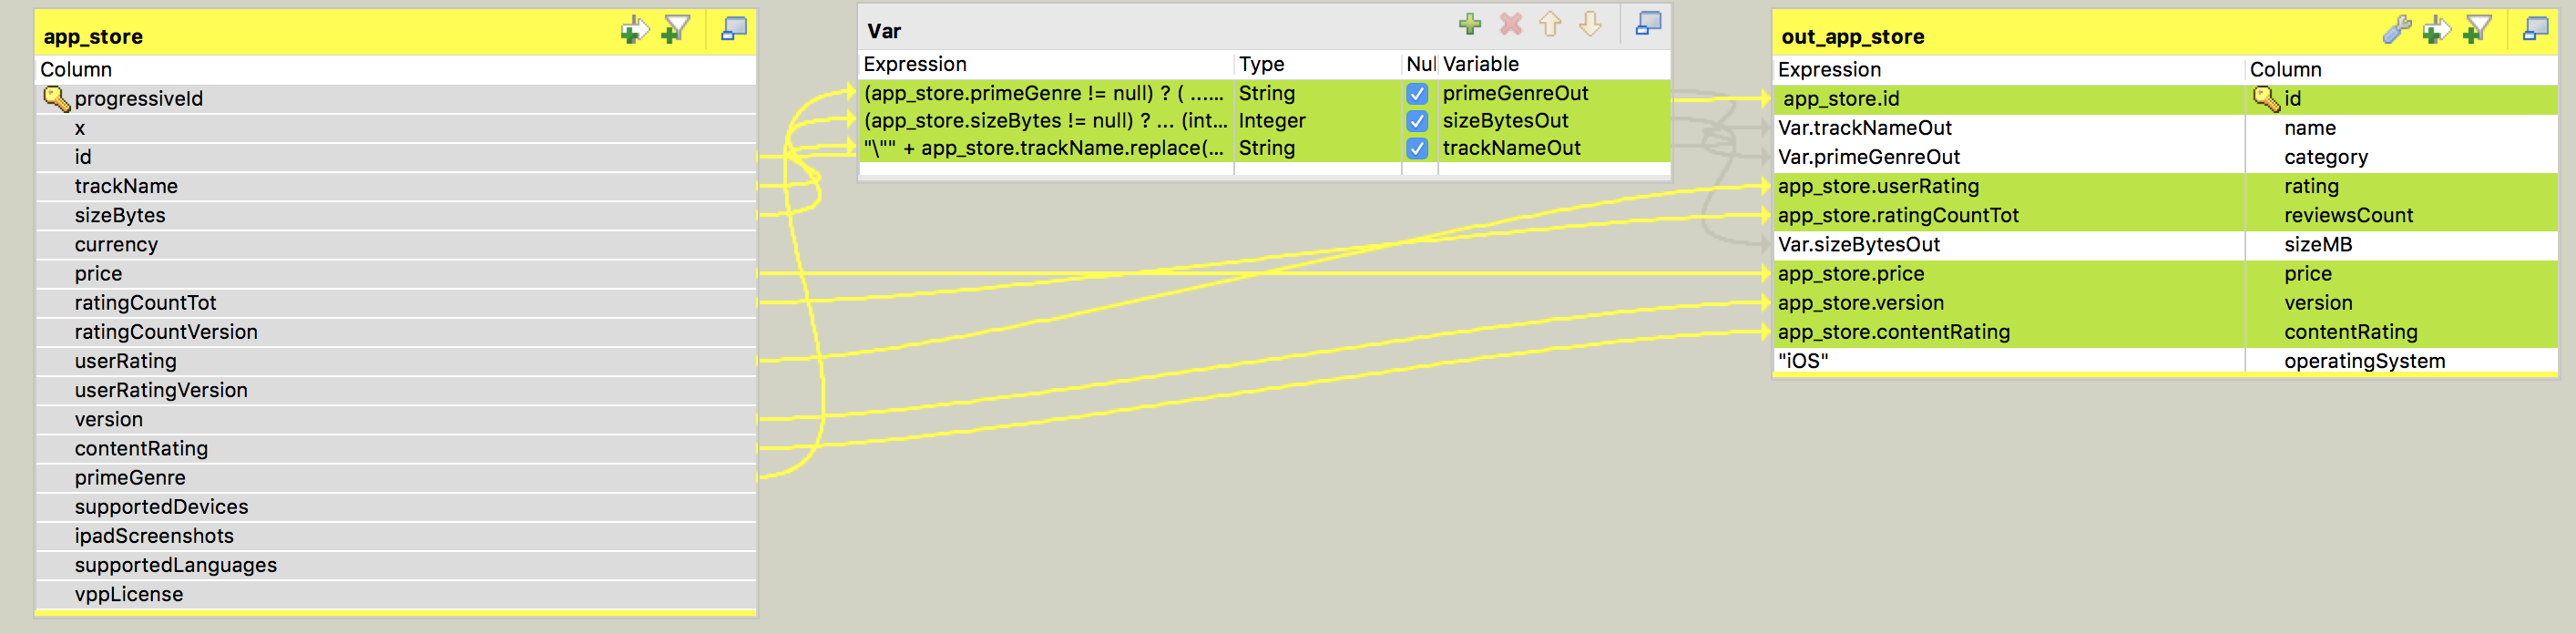 app_store
Column
progressiveId
x
id
trackName
sizeBytes
currency
price
ratingCountTot
ratingCountVersion
userRating
userRatingVersion
version
contentRating
primeGenre
supportedDevices
ipadScreenshots
supportedLanguages
vppLicense
Var
Expression Type Nul Variable
(app_store.primeGenre != null) ? ( ...... String primeGenreOut
(app_store.sizeBytes != null) ? ... (int... Integer sizeBytesOut
"\"" + app_store.trackName.replace(... String trackNameOut
out_app_store
Expression Column
app_store.id id
Var.trackNameOut name
Var.primeGenreOut category
app_store.userRating rating
app_store.ratingCountTot reviewsCount
Var.sizeBytesOut sizeMB
app_store.price price
app_store.version version
app_store.contentRating contentRating
"iOS" operatingSystem